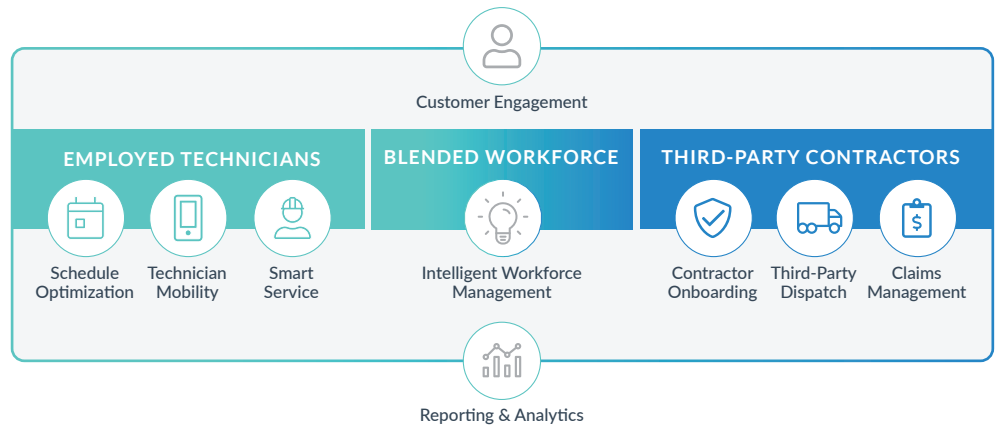 Customer Engagement
EMPLOYED TECHNICIANS
BLENDED WORKFORCE
THIRD-PARTY CONTRACTORS
Schedule
Optimization
Technician
Mobility
Smart
Service
Intelligent Workforce
Management
Contractor
Onboarding
Third-Party
Dispatch
$
Claims
Management
Reporting & Analytics